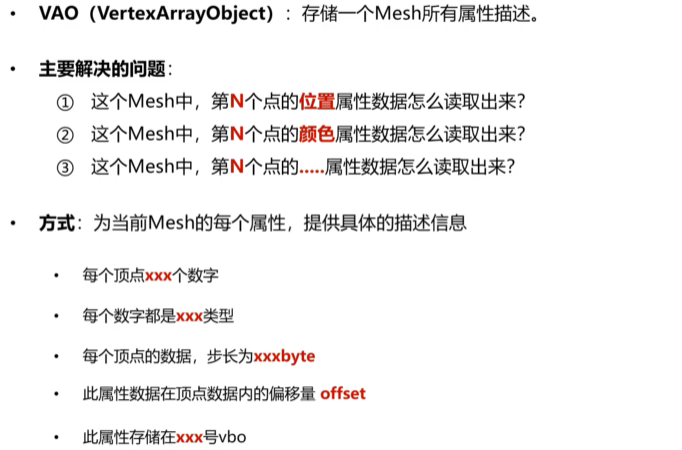 • VAO（VertexArrayObject）：存储一个Mesh所有属性描述。
• 主要解决的问题：
① 这个Mesh中，第N个点的位置属性数据怎么读取出来？
② 这个Mesh中，第N个点的颜色属性数据怎么读取出来？
③ 这个Mesh中，第N个点的.....属性数据怎么读取出来？
• 方式：为当前Mesh的每个属性，提供具体的描述信息
• 每个顶点xxx个数字
• 每个数字都是xxx类型
• 每个顶点的数据，步长为xxxbyte
• 此属性数据在顶点数据内的偏移量 offset
• 此属性存储在xxx号vbo